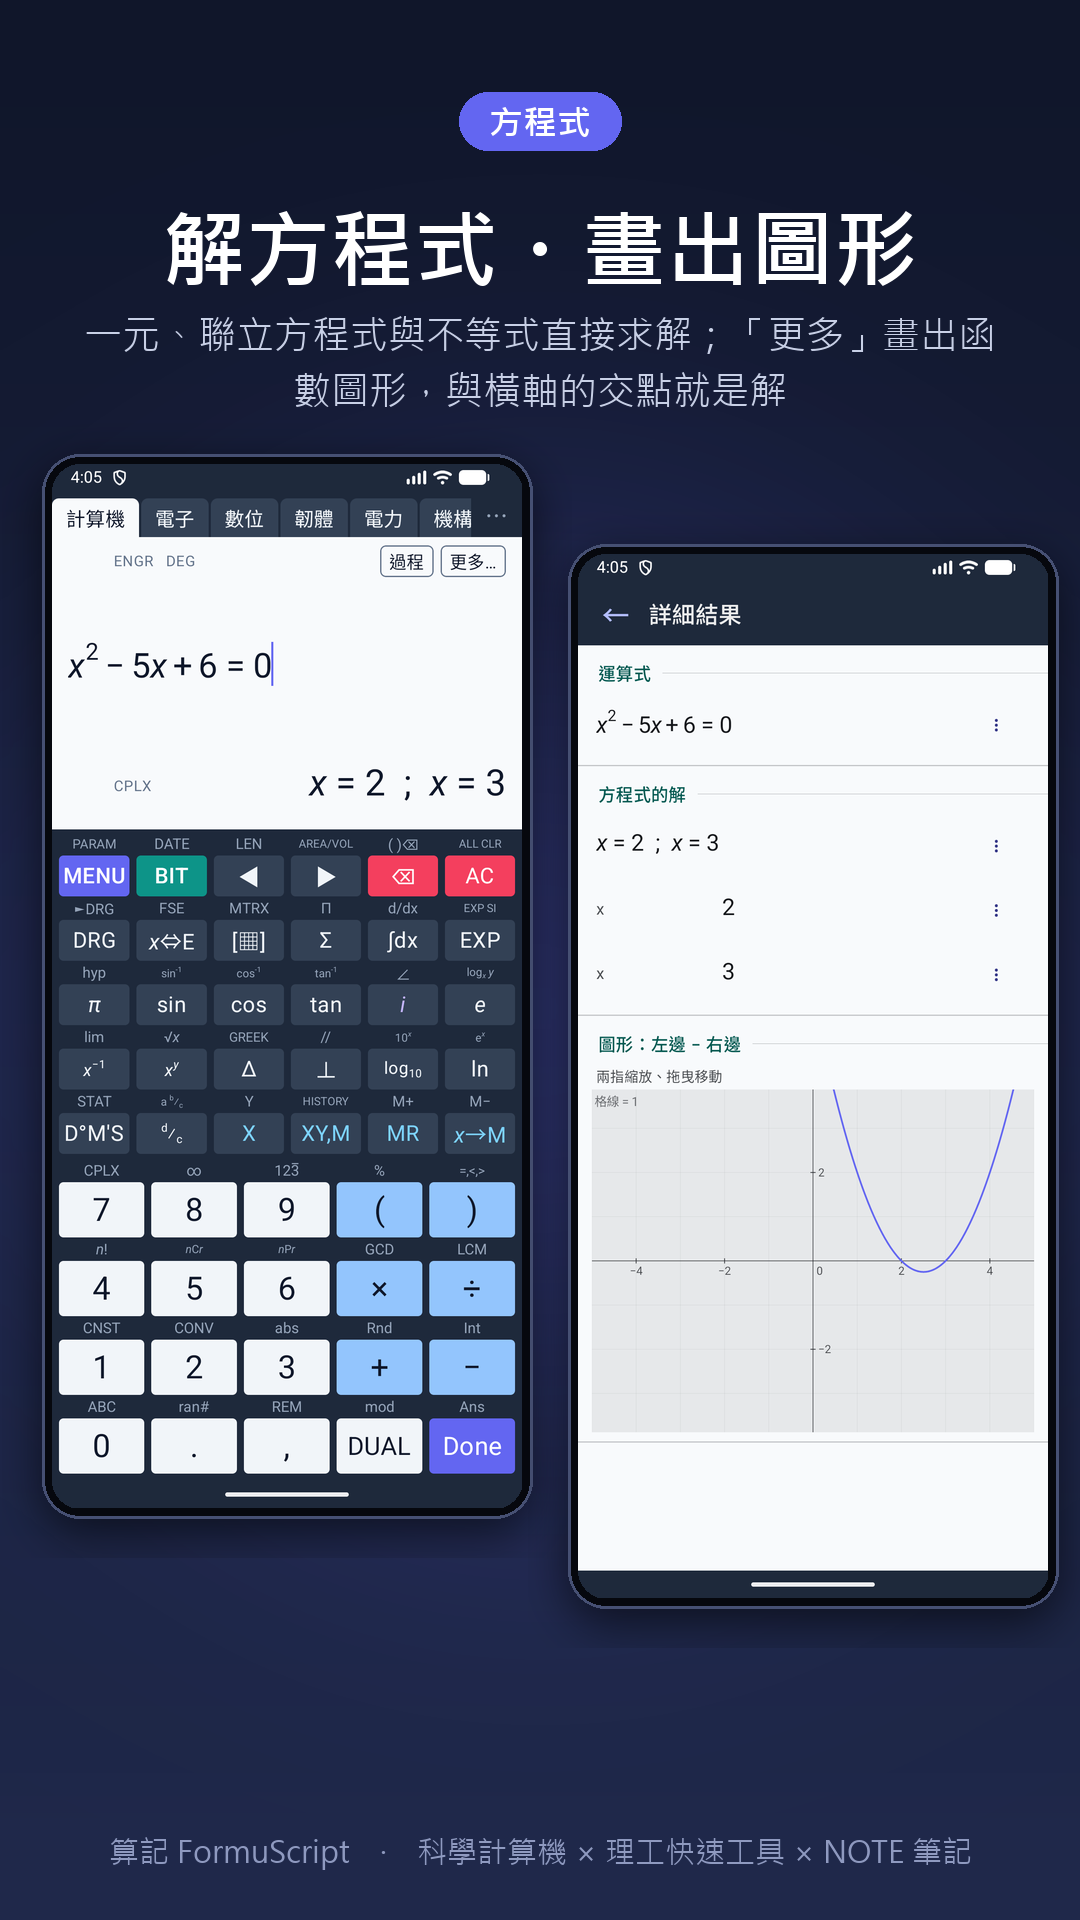 方程式
解方程式・畫出圖形
一元、聯立方程式與不等式直接求解；「更多」畫出函
數圖形，與橫軸的交點就是解
4:05
計算機 電子 數位 韌體 電力 機構 ...
ENGR DEG 過程 更多...
x² − 5x + 6 = 0
CPLX x = 2 ; x = 3
PARAM DATE LEN AREA/VOL ( )⌫ ALL CLR
MENU BIT ◀ ▶ ⌫ AC
►DRG FSE MTRX Π d/dx EXP SI
DRG x⇔E [▦] Σ ∫dx EXP
hyp sin⁻¹ cos⁻¹ tan⁻¹ ∠ logₓ y
π sin cos tan i e
lim √x GREEK // 10ˣ eˣ
x⁻¹ xʸ Δ ⊥ log₁₀ ln
STAT a b/c Y HISTORY M+ M−
D°M'S d/c X XY,M MR x→M
CPLX ∞ 123̅ % =,<,>
7 8 9 ( )
n! nCr nPr GCD LCM
4 5 6 × ÷
CNST CONV abs Rnd Int
1 2 3 + −
ABC ran# REM mod Ans
0 . , DUAL Done
4:05
← 詳細結果
運算式
x² − 5x + 6 = 0
方程式的解
x = 2 ; x = 3
x 2
x 3
圖形：左邊 − 右邊
兩指縮放、拖曳移動
格線 = 1
2
−4 −2 0 2 4
−2
算記 FormuScript · 科學計算機 × 理工快速工具 × NOTE 筆記